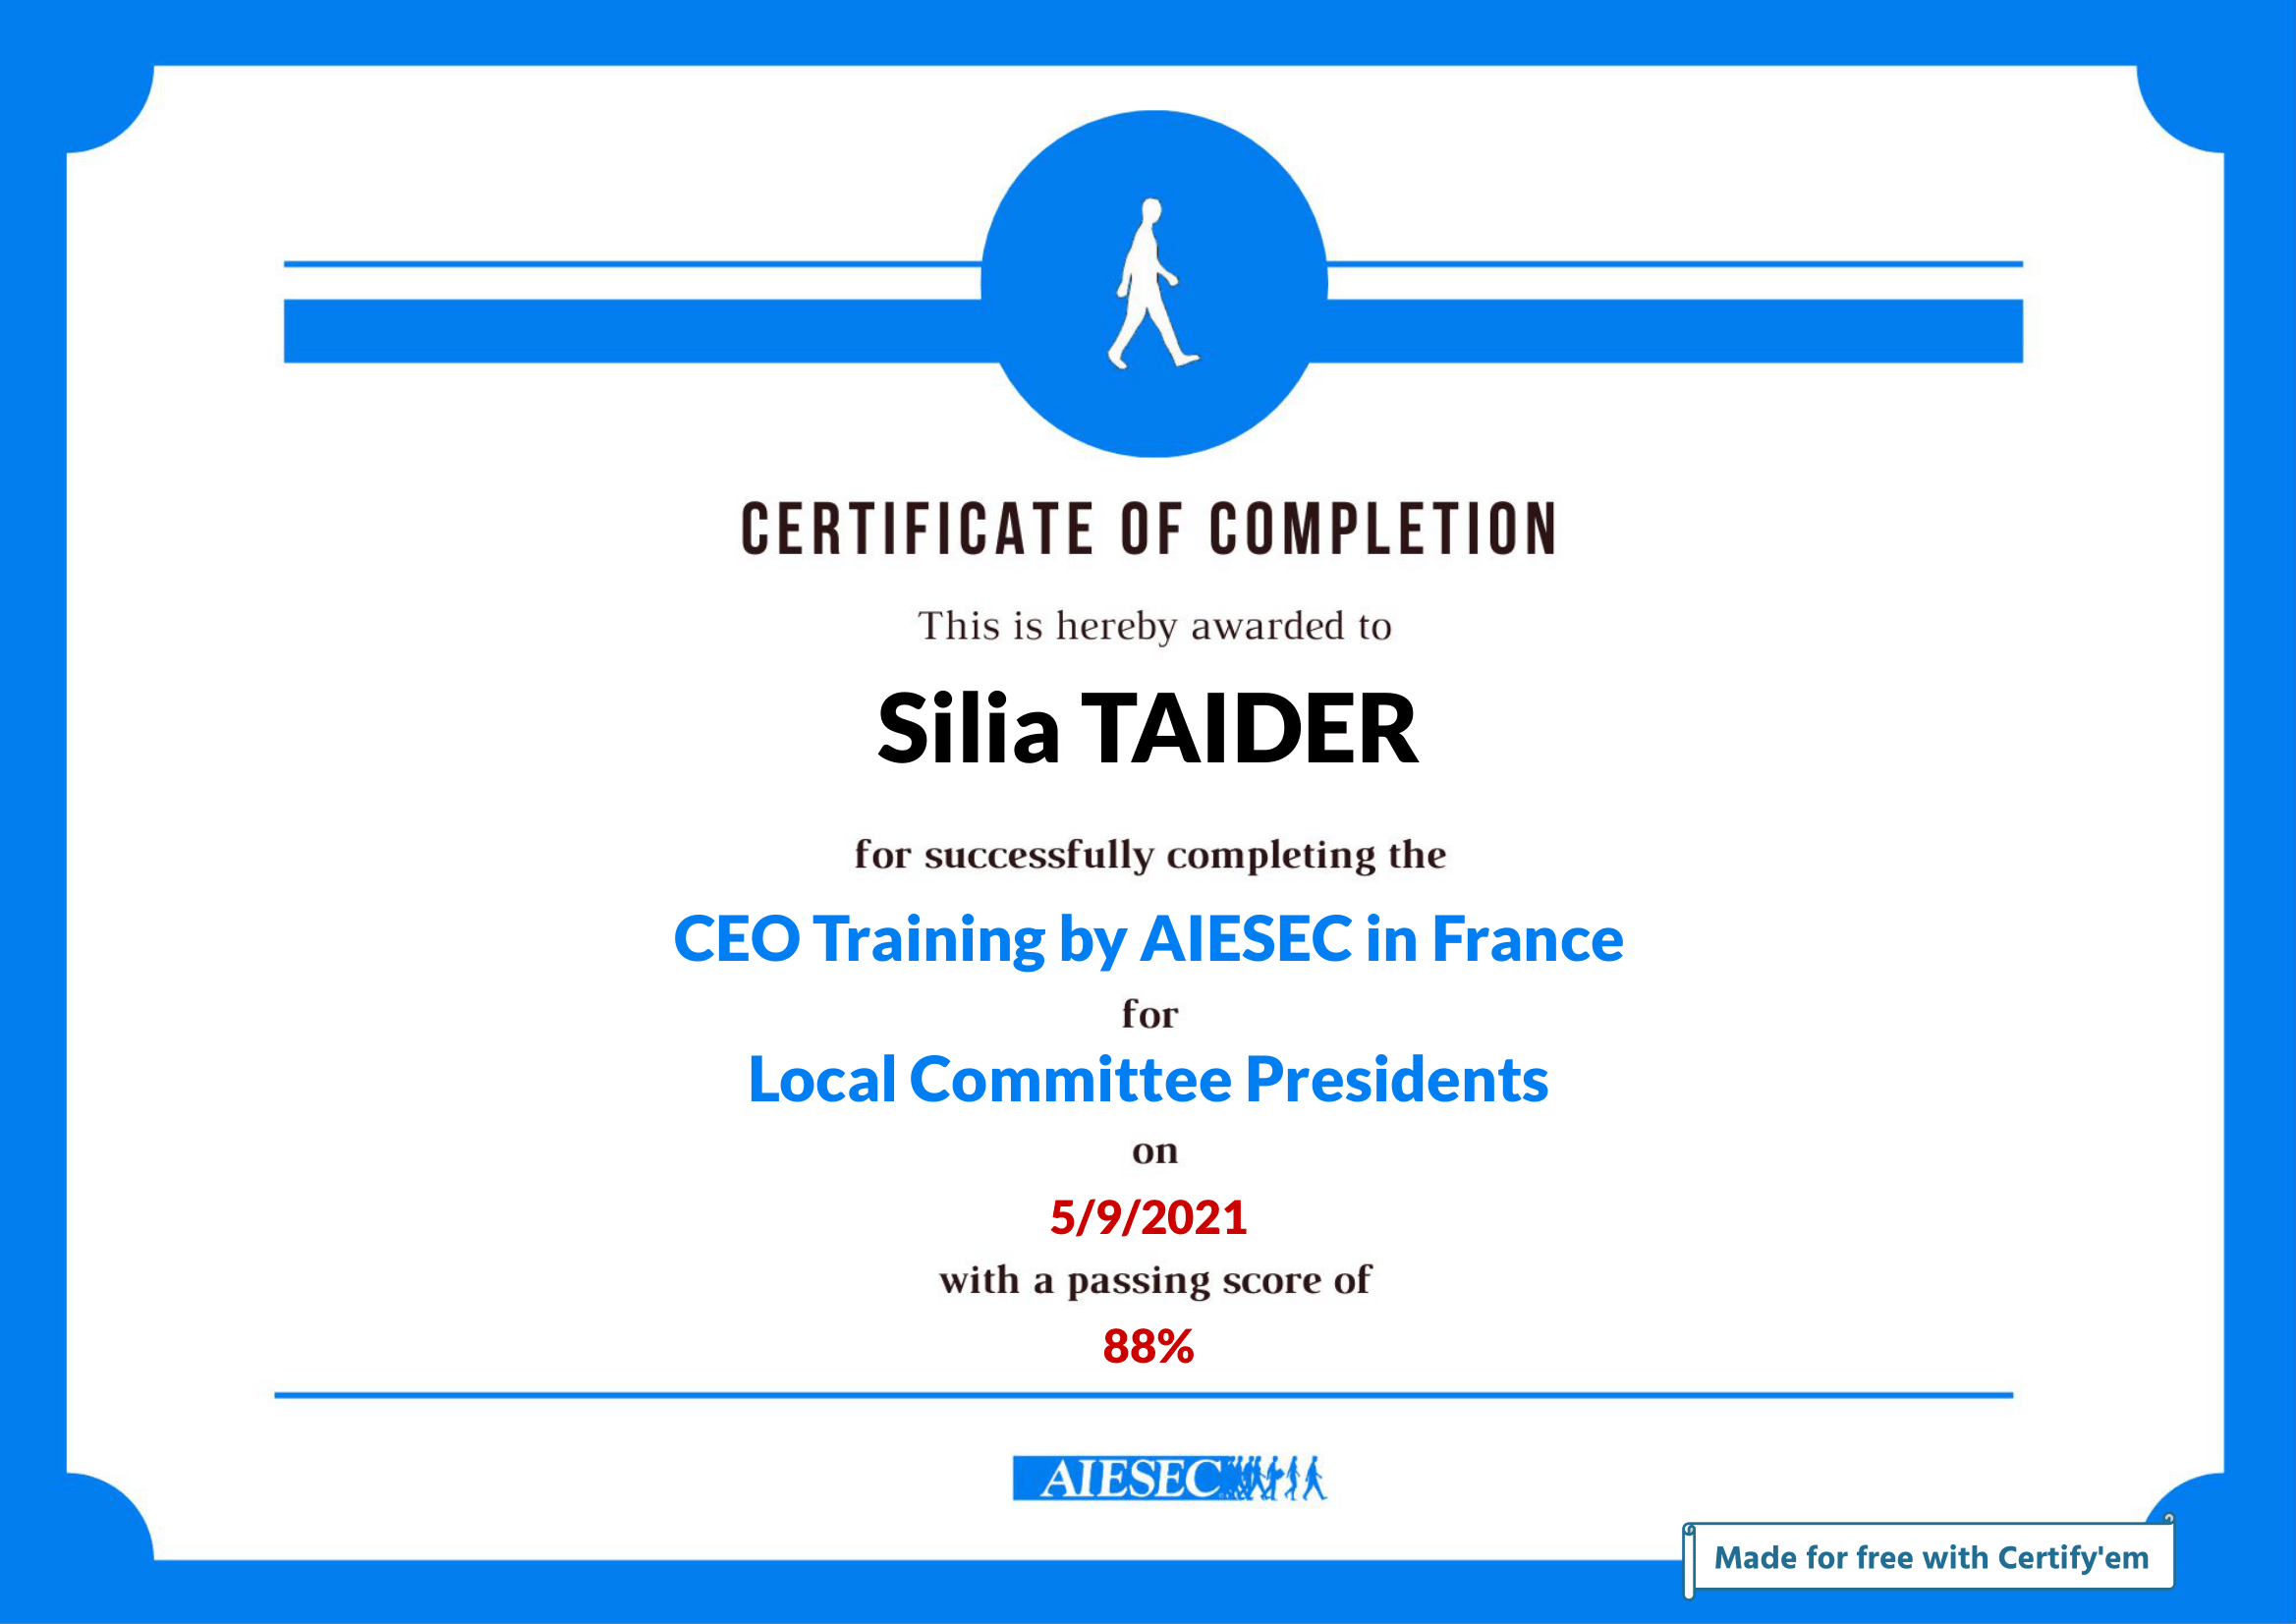 CERTIFICATE OF COMPLETION
This is hereby awarded to
Silia TAIDER
for successfully completing the
CEO Training by AIESEC in France
for
Local Committee Presidents
on
5/9/2021
with a passing score of
88%
AIESEC
Made for free with Certify'em